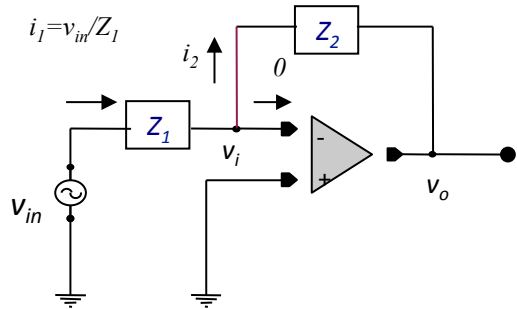 i₁=vᵢₙ/Z₁
i₂
0
Z₂
Z₁
vᵢ
-
+
vₒ
vᵢₙ